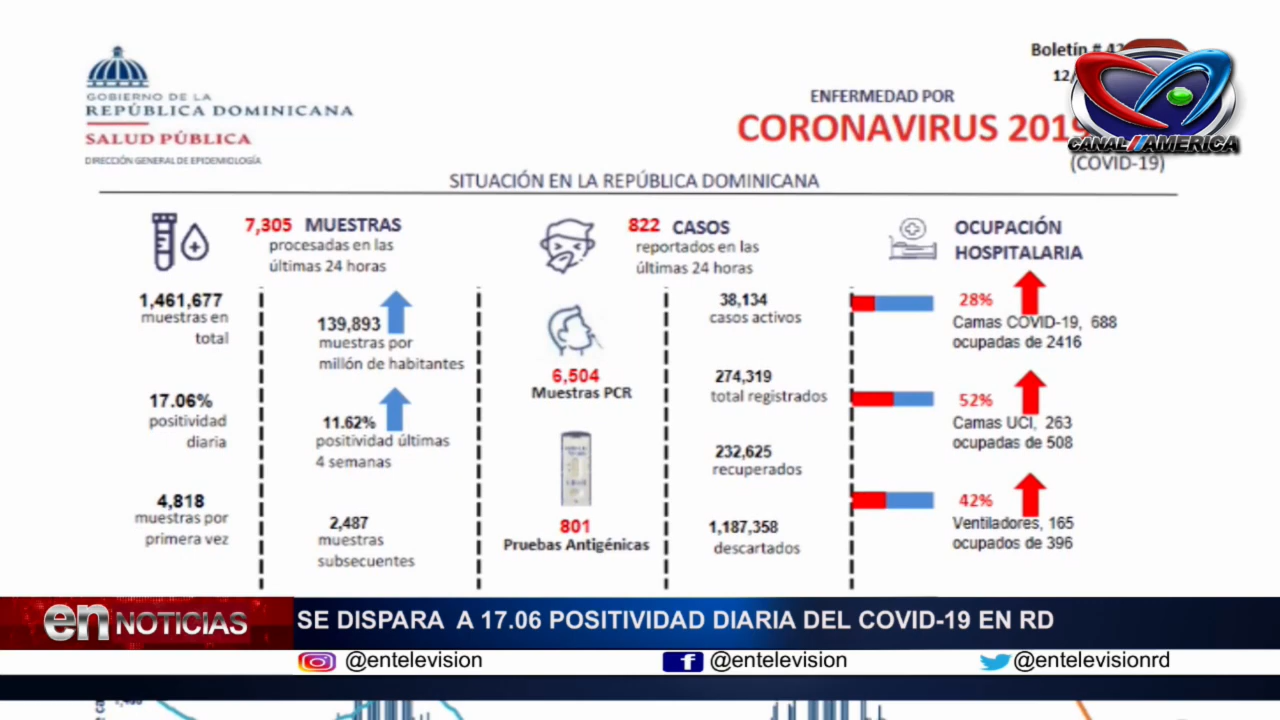 GOBIERNO DE LA
REPÚBLICA DOMINICANA
SALUD PÚBLICA
DIRECCIÓN GENERAL DE EPIDEMIOLOGÍA
Boletín #
12/
ENFERMEDAD POR
CORONAVIRUS 2019
(COVID-19)
CANAL AMERICA
SITUACIÓN EN LA REPÚBLICA DOMINICANA
7,305 MUESTRAS
procesadas en las
últimas 24 horas
1,461,677
muestras en
total
17.06%
positividad
diaria
4,818
muestras por
primera vez
139,893
muestras por
millón de habitantes
11.62%
positividad últimas
4 semanas
2,487
muestras
subsecuentes
822 CASOS
reportados en las
últimas 24 horas
6,504
Muestras PCR
801
Pruebas Antigénicas
38,134
casos activos
274,319
total registrados
232,625
recuperados
1,187,358
descartados
OCUPACIÓN
HOSPITALARIA
28%
Camas COVID-19, 688
ocupadas de 2416
52%
Camas UCI, 263
ocupadas de 508
42%
Ventiladores, 165
ocupados de 396
en NOTICIAS
SE DISPARA A 17.06 POSITIVIDAD DIARIA DEL COVID-19 EN RD
@entelevision
@entelevision
@entelevisionrd